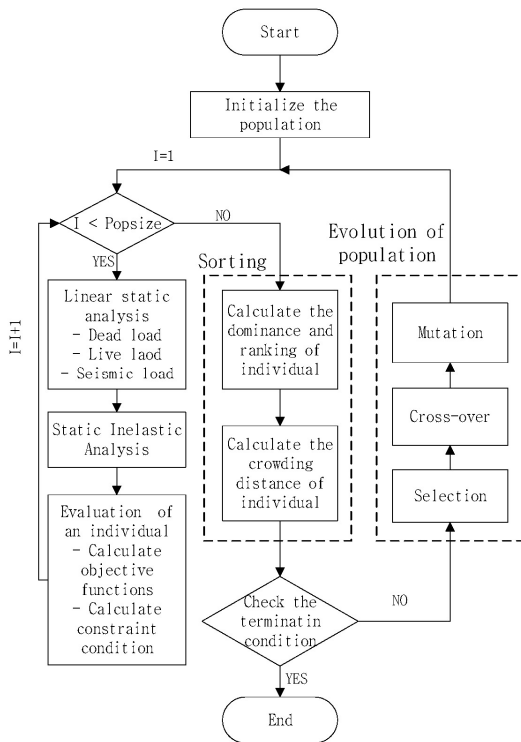 Start
Initialize the
population
I=1
I < Popsize
NO
YES
I=I+1
Linear static
analysis
- Dead load
- Live laod
- Seismic load
Static Inelastic
Analysis
Evaluation of
an individual
- Calculate
objective
functions
- Calculate
constraint
condition
Sorting
Calculate the
dominance and
ranking of
individual
Calculate the
crowding
distance of
individual
Check the
terminatin
condition
NO
YES
End
Evolution of
population
Mutation
Cross-over
Selection